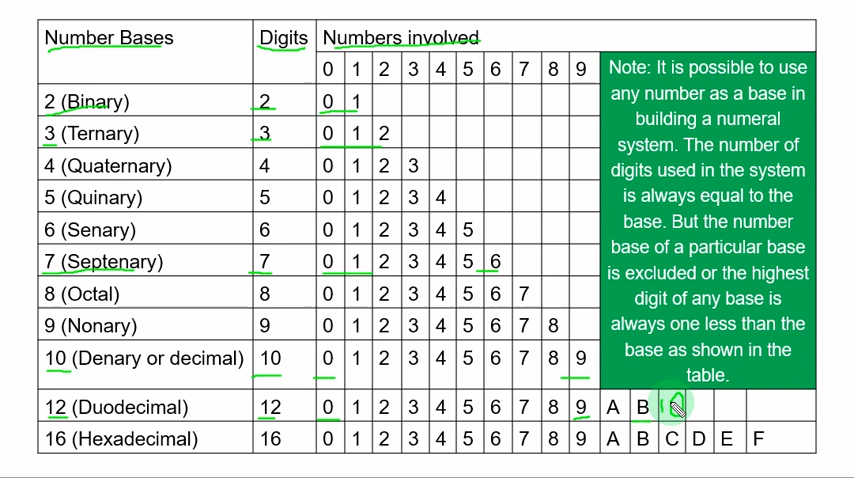 Number Bases Digits Numbers involved
0 1 2 3 4 5 6 7 8 9
Note: It is possible to use
any number as a base in
building a numeral
system. The number of
digits used in the system
is always equal to the
base. But the number
base of a particular base
is excluded or the highest
digit of any base is
always one less than the
base as shown in the
table.
2 (Binary) 2 0 1
3 (Ternary) 3 0 1 2
4 (Quaternary) 4 0 1 2 3
5 (Quinary) 5 0 1 2 3 4
6 (Senary) 6 0 1 2 3 4 5
7 (Septenary) 7 0 1 2 3 4 5 6
8 (Octal) 8 0 1 2 3 4 5 6 7
9 (Nonary) 9 0 1 2 3 4 5 6 7 8
10 (Denary or decimal) 10 0 1 2 3 4 5 6 7 8 9
12 (Duodecimal) 12 0 1 2 3 4 5 6 7 8 9 A B
16 (Hexadecimal) 16 0 1 2 3 4 5 6 7 8 9 A B C D E F